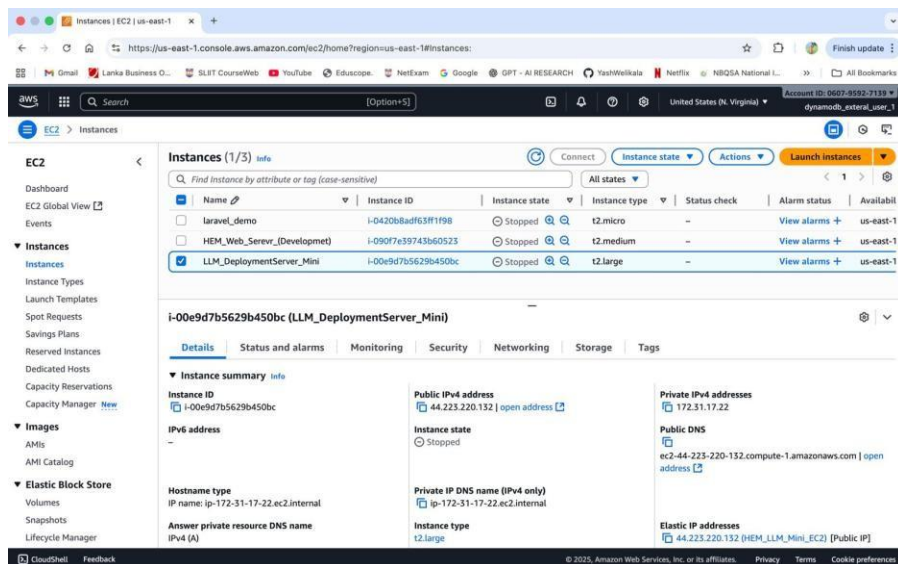 Instances | EC2 | us-east-1
https://us-east-1.console.aws.amazon.com/ec2/home?region=us-east-1#Instances:
Finish update
Gmail Lanka Business O... SLIIT CourseWeb YouTube Eduscope. NetExam Google GPT - AI RESEARCH YashWelikala Netflix NBQSA National I... All Bookmarks
aws Search [Option+S] United States (N. Virginia) Account ID: 0607-9592-7139
dynamodb_exteral_user_1
EC2 > Instances
EC2
Dashboard
EC2 Global View
Events
Instances
Instances
Instance Types
Launch Templates
Spot Requests
Savings Plans
Reserved Instances
Dedicated Hosts
Capacity Reservations
Capacity Manager New
Images
AMIs
AMI Catalog
Elastic Block Store
Volumes
Snapshots
Lifecycle Manager
Instances (1/3) Info Connect Instance state Actions Launch instances
Find Instance by attribute or tag (case-sensitive) All states 1
Name Instance ID Instance state Instance type Status check Alarm status Availabil
laravel_demo i-0420b8adf63ff1f98 Stopped t2.micro – View alarms + us-east-1
HEM_Web_Serevr_(Developmet) i-090f7e39743b60523 Stopped t2.medium – View alarms + us-east-1
LLM_DeploymentServer_Mini i-00e9d7b5629b450bc Stopped t2.large – View alarms + us-east-1
i-00e9d7b5629b450bc (LLM_DeploymentServer_Mini)
Details Status and alarms Monitoring Security Networking Storage Tags
Instance summary Info
Instance ID
i-00e9d7b5629b450bc
Public IPv4 address
44.223.220.132 | open address
Private IPv4 addresses
172.31.17.22
IPv6 address
–
Instance state
Stopped
Public DNS
ec2-44-223-220-132.compute-1.amazonaws.com | open
address
Hostname type
IP name: ip-172-31-17-22.ec2.internal
Private IP DNS name (IPv4 only)
ip-172-31-17-22.ec2.internal
Answer private resource DNS name
IPv4 (A)
Instance type
t2.large
Elastic IP addresses
44.223.220.132 (HEM_LLM_Mini_EC2) [Public IP]
CloudShell Feedback © 2025, Amazon Web Services, Inc. or its affiliates. Privacy Terms Cookie preferences